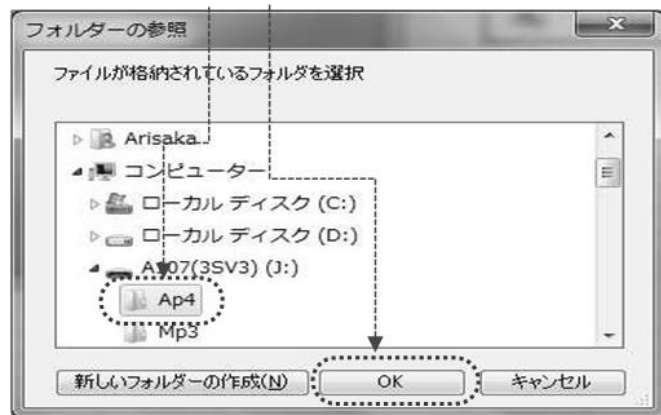 フォルダーの参照
ファイルが格納されているフォルダを選択
Arisaka
コンピューター
ローカル ディスク (C:)
ローカル ディスク (D:)
A107(3SV3) (J:)
Ap4
Mp3
新しいフォルダーの作成(N) OK キャンセル